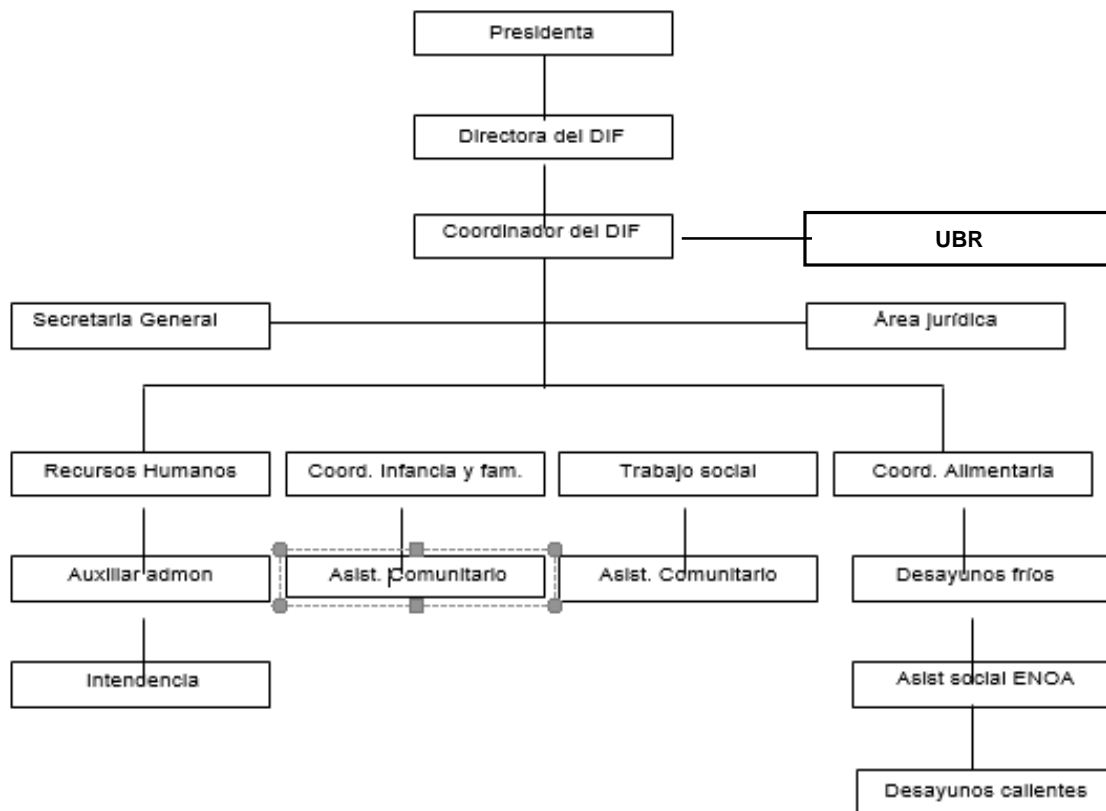 Presidenta
Directora del DIF
Coordinador del DIF
UBR
Secretaria General
Área jurídica
Recursos Humanos
Coord. Infancia y fam.
Trabajo social
Coord. Alimentaria
Auxiliar admon
Asist. Comunitario
Asist. Comunitario
Desayunos fríos
Intendencia
Asist social ENOA
Desayunos calientes